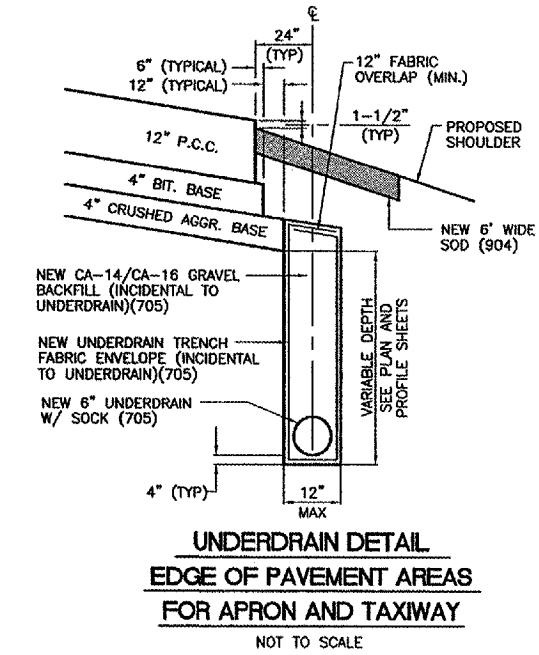 ℄
24"
(TYP)
6" (TYPICAL)
12" (TYPICAL)
12" FABRIC
OVERLAP (MIN.)
1-1/2"
(TYP)
PROPOSED
SHOULDER
12" P.C.C.
4" BIT. BASE
4" CRUSHED AGGR. BASE
NEW 6' WIDE
SOD (904)
NEW CA-14/CA-16 GRAVEL
BACKFILL (INCIDENTAL TO
UNDERDRAIN)(705)
NEW UNDERDRAIN TRENCH
FABRIC ENVELOPE (INCIDENTAL
TO UNDERDRAIN)(705)
NEW 6" UNDERDRAIN
W/ SOCK (705)
VARIABLE DEPTH
SEE PLAN AND
PROFILE SHEETS
4" (TYP)
12"
MAX
UNDERDRAIN DETAIL
EDGE OF PAVEMENT AREAS
FOR APRON AND TAXIWAY
NOT TO SCALE